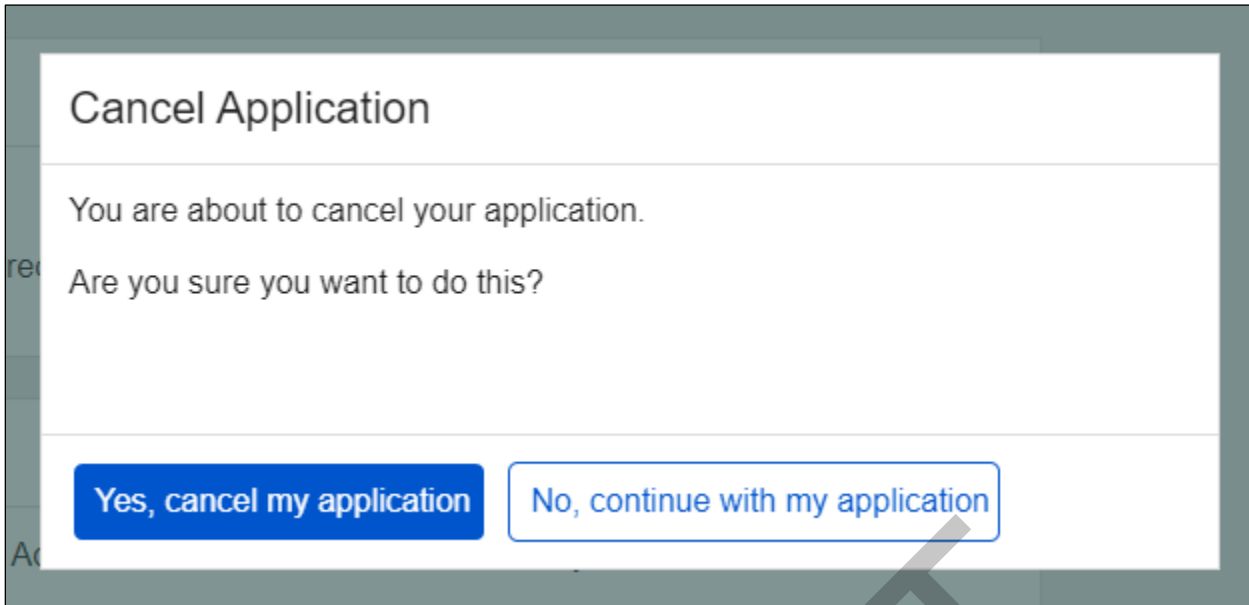 Cancel Application
You are about to cancel your application.
Are you sure you want to do this?
Yes, cancel my application
No, continue with my application